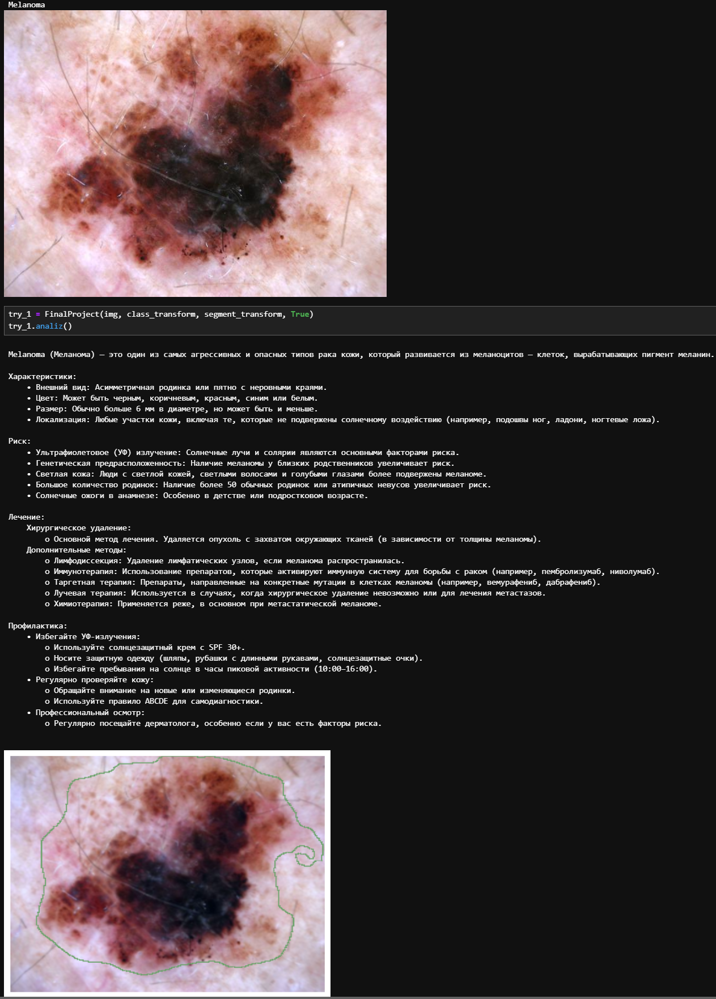 Melanoma
try_1 = FinalProject(img, class_transform, segment_transform, True)
try_1.analiz()
Melanoma (Меланома) — это один из самых агрессивных и опасных типов рака кожи, который развивается из меланоцитов — клеток, вырабатывающих пигмент меланин.
Характеристики:
• Внешний вид: Асимметричная родинка или пятно с неровными краями.
• Цвет: Может быть черным, коричневым, красным, синим или белым.
• Размер: Обычно больше 6 мм в диаметре, но может быть и меньше.
• Локализация: Любые участки кожи, включая те, которые не подвержены солнечному воздействию (например, подошвы ног, ладони, ногтевые ложа).
Риск:
• Ультрафиолетовое (УФ) излучение: Солнечные лучи и солярии являются основными факторами риска.
• Генетическая предрасположенность: Наличие меланомы у близких родственников увеличивает риск.
• Светлая кожа: Люди с светлой кожей, светлыми волосами и голубыми глазами более подвержены меланоме.
• Большое количество родинок: Наличие более 50 обычных родинок или атипичных невусов увеличивает риск.
• Солнечные ожоги в анамнезе: Особенно в детстве или подростковом возрасте.
Лечение:
Хирургическое удаление:
o Основной метод лечения. Удаляется опухоль с захватом окружающих тканей (в зависимости от толщины меланомы).
Дополнительные методы:
o Лимфодиссекция: Удаление лимфатических узлов, если меланома распространилась.
o Иммунотерапия: Использование препаратов, которые активируют иммунную систему для борьбы с раком (например, пембролизумаб, ниволумаб).
o Таргетная терапия: Препараты, направленные на конкретные мутации в клетках меланомы (например, вемурафениб, дабрафениб).
o Лучевая терапия: Используется в случаях, когда хирургическое удаление невозможно или для лечения метастазов.
o Химиотерапия: Применяется реже, в основном при метастатической меланоме.
Профилактика:
• Избегайте УФ-излучения:
o Используйте солнцезащитный крем с SPF 30+.
o Носите защитную одежду (шляпы, рубашки с длинными рукавами, солнцезащитные очки).
o Избегайте пребывания на солнце в часы пиковой активности (10:00–16:00).
• Регулярно проверяйте кожу:
o Обращайте внимание на новые или изменяющиеся родинки.
o Используйте правило ABCDE для самодиагностики.
• Профессиональный осмотр:
o Регулярно посещайте дерматолога, особенно если у вас есть факторы риска.